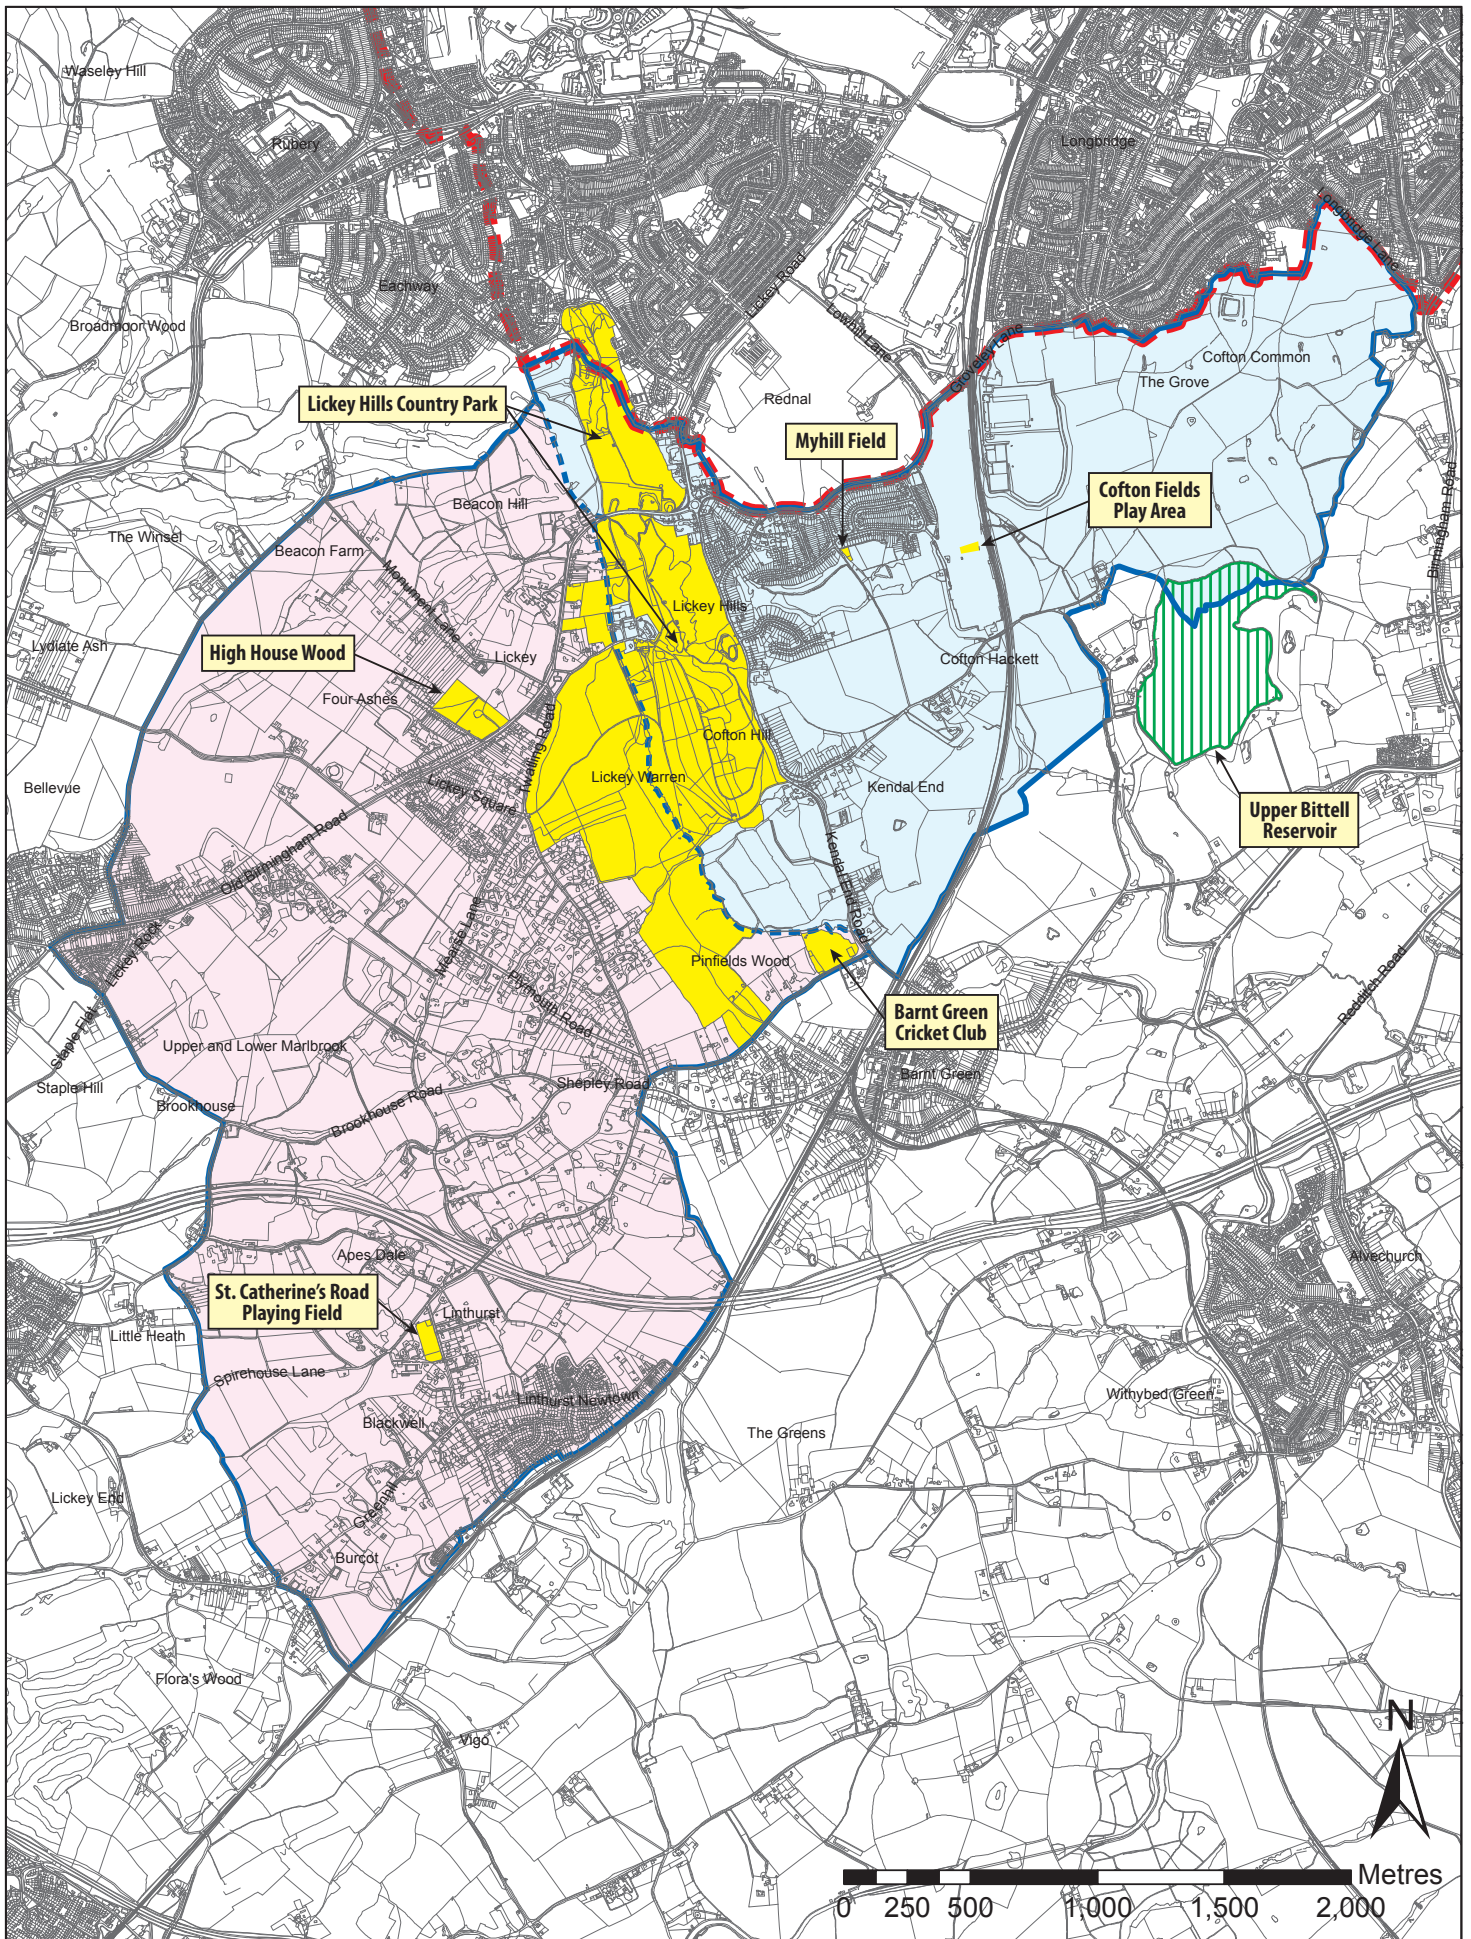 Waseley Hill
Rubery
Longbridge
Longbridge Lane
Eachway
Lickey Road
Lowhill Lane
Broadmoor Wood
Groveley Lane
Cofton Common
The Grove
Lickey Hills Country Park
Rednal
Myhill Field
Cofton Fields
Play Area
Birmingham Road
Beacon Hill
The Winsel
Beacon Farm
Monument Lane
Lickey Hills
Lydiate Ash
High House Wood
Lickey
Cofton Hackett
Four Ashes
Twatling Road
Cofton Hill
Lickey Warren
Lickey Square
Bellevue
Kendal End
Upper Bittell
Reservoir
Old Birmingham Road
Kendal End Road
Mearse Lane
Lickey Rock
Pinfields Wood
Plymouth Road
Redditch Road
Barnt Green
Cricket Club
Staple Flat
Upper and Lower Marlbrook
Staple Hill
Shepley Road
Barnt Green
Brookhouse
Brookhouse Road
Apes Dale
Alvechurch
St. Catherine's Road
Playing Field
Linthurst
Little Heath
Spirehouse Lane
Linthurst Newtown
Withybed Green
Blackwell
The Greens
Lickey End
Greenhill
Burcot
Flora's Wood
Vigo
N
Metres
0 250 500 1,000 1,500 2,000